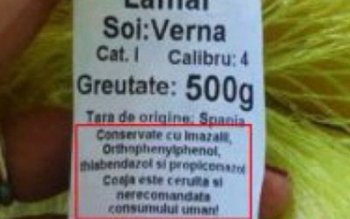 Lamai
Soi:Verna
Cat. I Calibru: 4
Greutate: 500g
Tara de origine: Spania
Conservate cu Imazalil,
Orthophenylphenol,
thiabendazol si propiconazol
Coaja este ceruita si
nerecomandata
consumului uman!